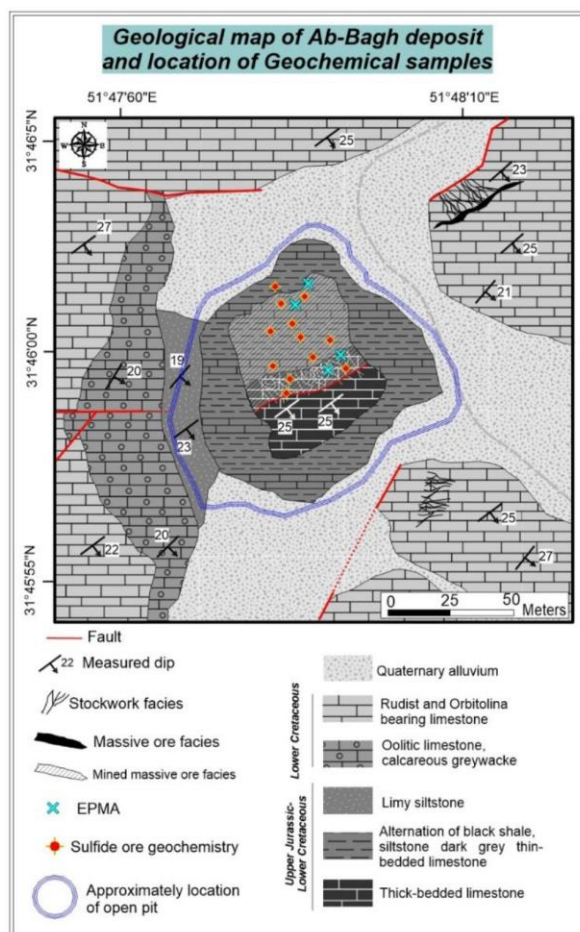 Geological map of Ab-Bagh deposit
and location of Geochemical samples
51°47'60"E
51°48'10"E
31°46'5"N
31°46'00"N
31°45'55"N
N
W
E
S
25
23
27
25
21
20
19
23
25
25
20
22
25
27
0 25 50
Meters
Fault
22 Measured dip
Stockwork facies
Massive ore facies
Mined massive ore facies
EPMA
Sulfide ore geochemistry
Approximately location
of open pit
Lower Cretaceous
Upper Jurassic-
Lower Cretaceous
Quaternary alluvium
Rudist and Orbitolina
bearing limestone
Oolitic limestone,
calcareous greywacke
Limy siltstone
Alternation of black shale,
siltstone dark grey thin-
bedded limestone
Thick-bedded limestone